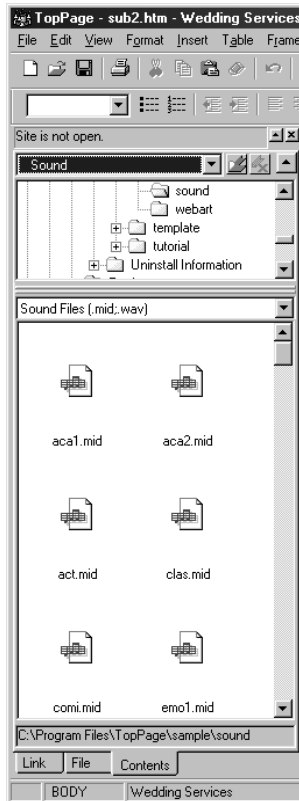 TopPage - sub2.htm - Wedding Services
File Edit View Format Insert Table Frame
Site is not open.
Sound
sound
webart
template
tutorial
Uninstall Information
Sound Files (.mid;.wav)
aca1.mid aca2.mid
act.mid clas.mid
comi.mid emo1.mid
C:\Program Files\TopPage\sample\sound
Link File Contents
BODY Wedding Services